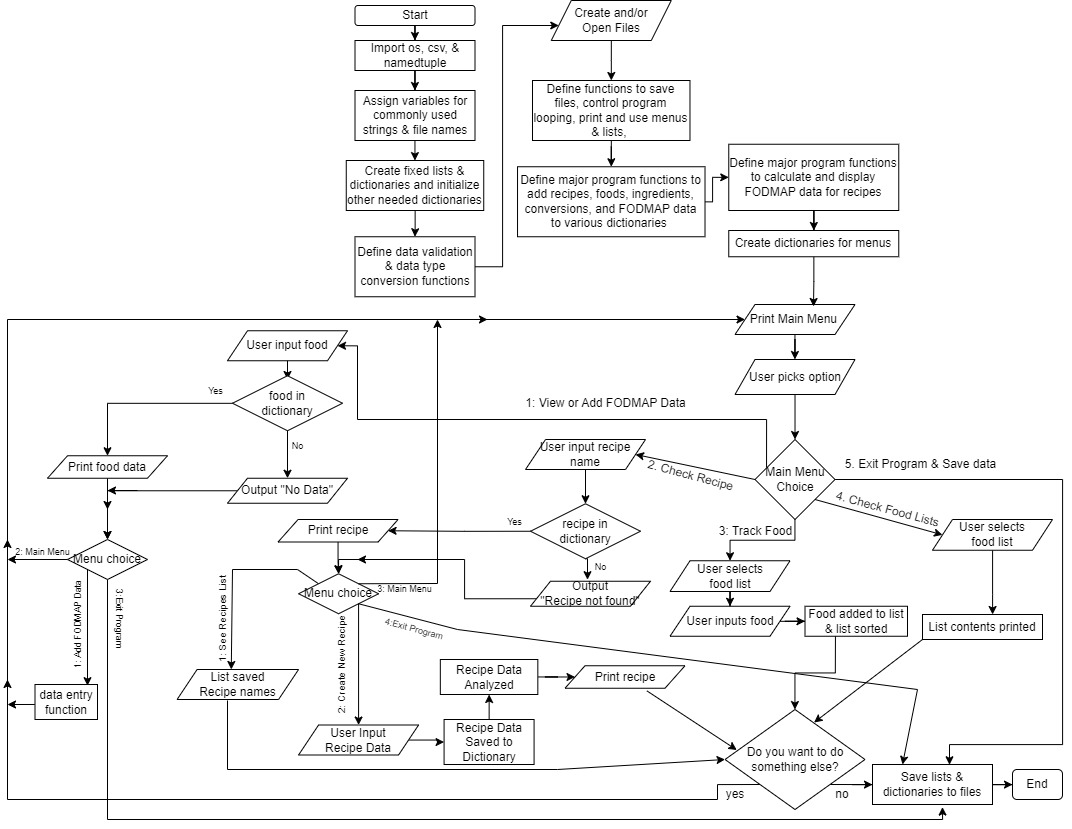 Start
Import os, csv, &
namedtuple
Assign variables for
commonly used
strings & file names
Create fixed lists &
dictionaries and initialize
other needed dictionaries
Define data validation
& data type
conversion functions
Create and/or
Open Files
Define functions to save
files, control program
looping, print and use menus
& lists,
Define major program functions to
add recipes, foods, ingredients,
conversions, and FODMAP data
to various dictionaries
Define major program functions
to calculate and display
FODMAP data for recipes
Create dictionaries for menus
Print Main Menu
User picks option
Main Menu
Choice
1: View or Add FODMAP Data
2. Check Recipe
3: Track Food
4. Check Food Lists
5. Exit Program & Save data
User input food
food in
dictionary
Yes
No
Print food data
Output "No Data"
Menu choice
2: Main Menu
1: Add FODMAP Data
3:Exit Program
data entry
function
User input recipe
name
recipe in
dictionary
Yes
No
Print recipe
Output
"Recipe not found"
Menu choice
3: Main Menu
1: See Recipes List
2: Create New Recipe
4:Exit Program
List saved
Recipe names
User Input
Recipe Data
Recipe Data
Saved to
Dictionary
Recipe Data
Analyzed
Print recipe
User selects
food list
User inputs food
Food added to list
& list sorted
User selects
food list
List contents printed
Do you want to do
something else?
yes
no
Save lists &
dictionaries to files
End